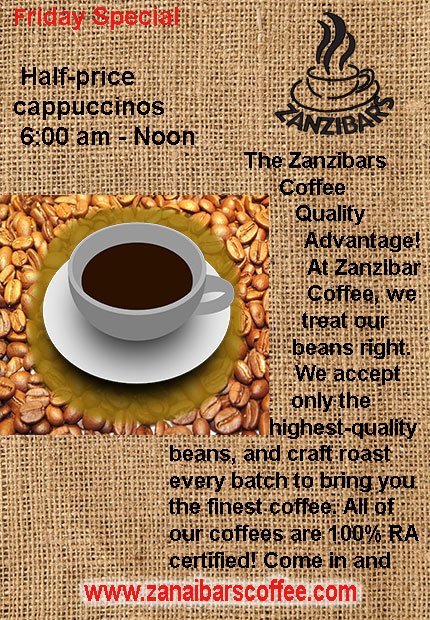 Friday Special
Half-price
cappuccinos
6:00 am - Noon
ZANZIBARS
The Zanzibars
Coffee
Quality
Advantage!
At Zanzibar
Coffee, we
treat our
beans right.
We accept
only the
highest-quality
beans, and craft roast
every batch to bring you
the finest coffee. All of
our coffees are 100% RA
certified! Come in and
www.zanaibarscoffee.com